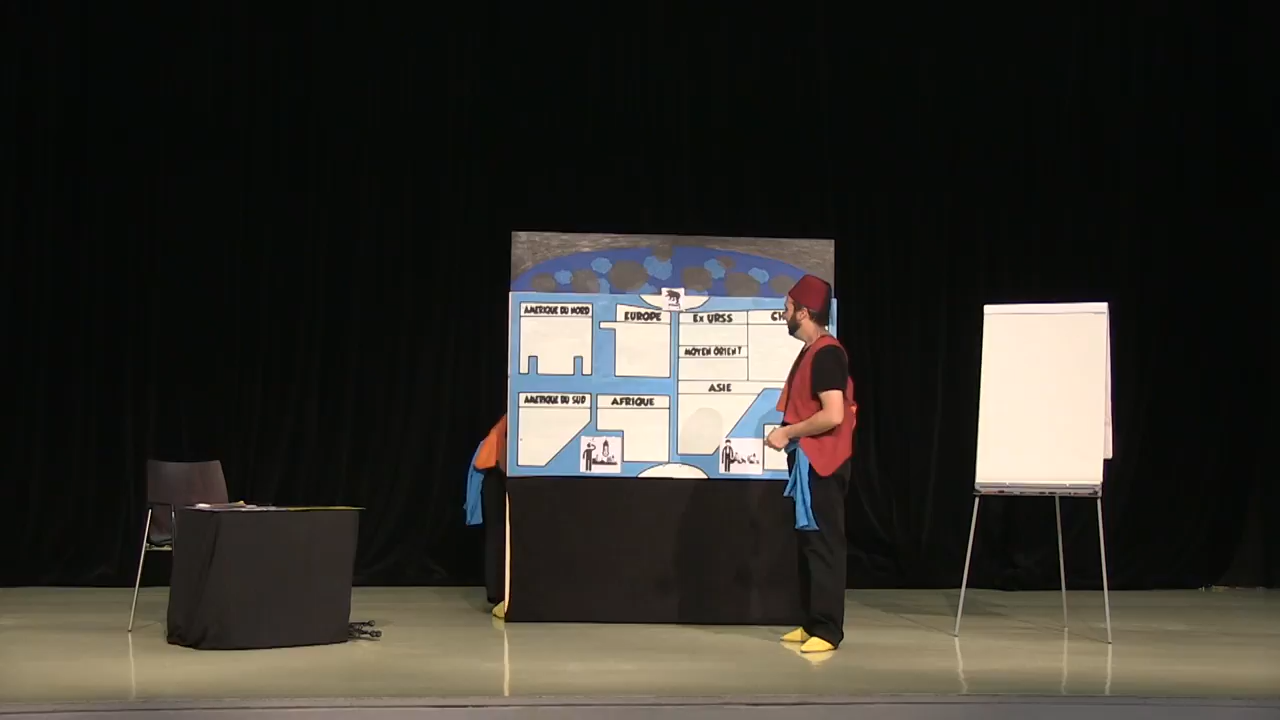 AMERIQUE DU NORD
EUROPE
EX URSS
MOYEN ORIENT
ASIE
AMERIQUE DU SUD
AFRIQUE